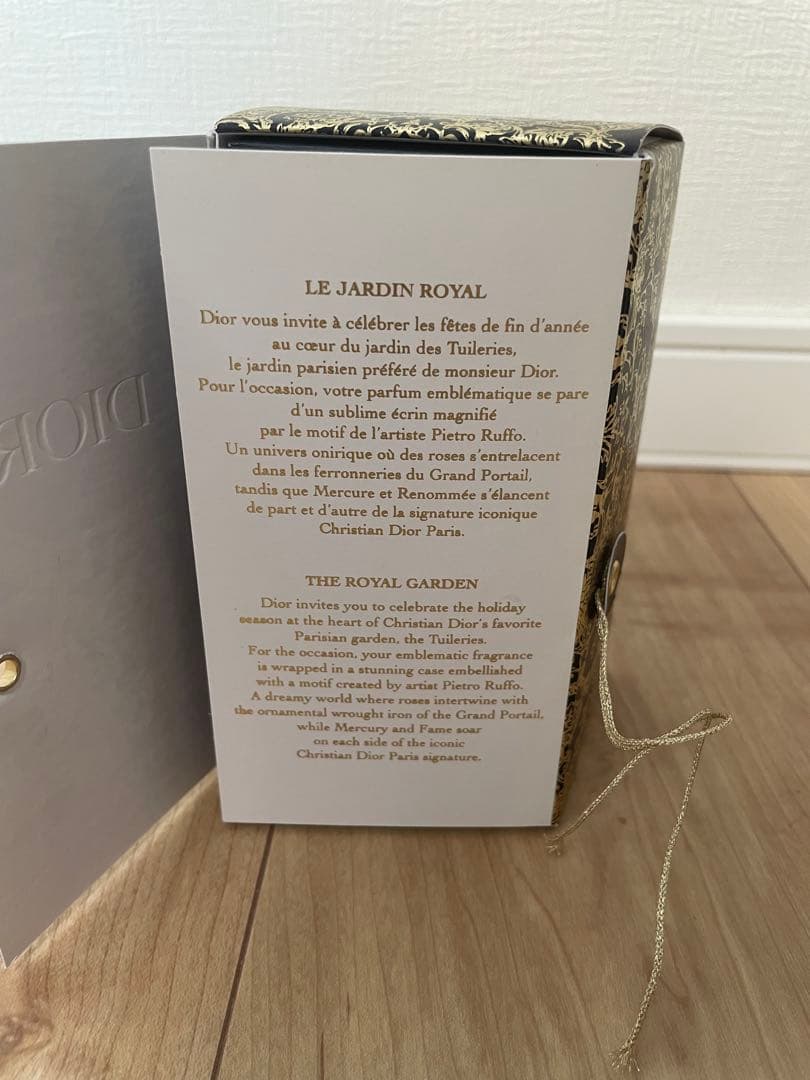 DIOR
LE JARDIN ROYAL
Dior vous invite à célébrer les fêtes de fin d'année
au cœur du jardin des Tuileries,
le jardin parisien préféré de monsieur Dior.
Pour l'occasion, votre parfum emblématique se pare
d'un sublime écrin magnifié
par le motif de l'artiste Pietro Ruffo.
Un univers onirique où des roses s'entrelacent
dans les ferronneries du Grand Portail,
tandis que Mercure et Renommée s'élancent
de part et d'autre de la signature iconique
Christian Dior Paris.
THE ROYAL GARDEN
Dior invites you to celebrate the holiday
season at the heart of Christian Dior's favorite
Parisian garden, the Tuileries.
For the occasion, your emblematic fragrance
is wrapped in a stunning case embellished
with a motif created by artist Pietro Ruffo.
A dreamy world where roses intertwine with
the ornamental wrought iron of the Grand Portail,
while Mercury and Fame soar
on each side of the iconic
Christian Dior Paris signature.